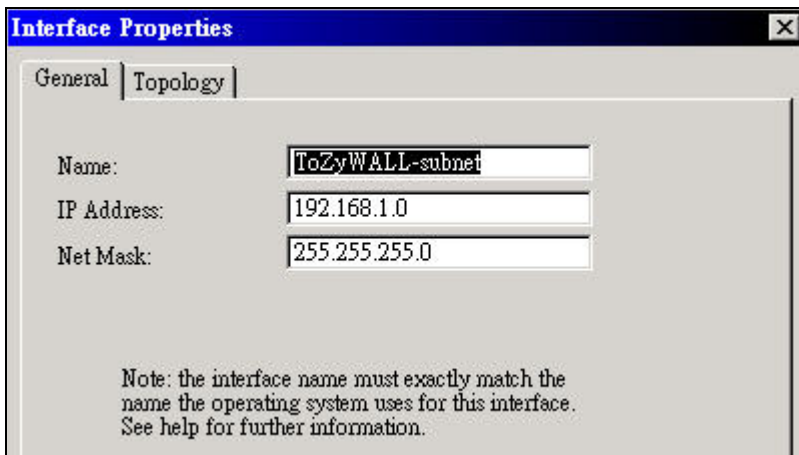 Interface Properties
General
Topology
Name:
ToZyWALL-subnet
IP Address:
192.168.1.0
Net Mask:
255.255.255.0
Note: the interface name must exactly match the
name the operating system uses for this interface.
See help for further information.